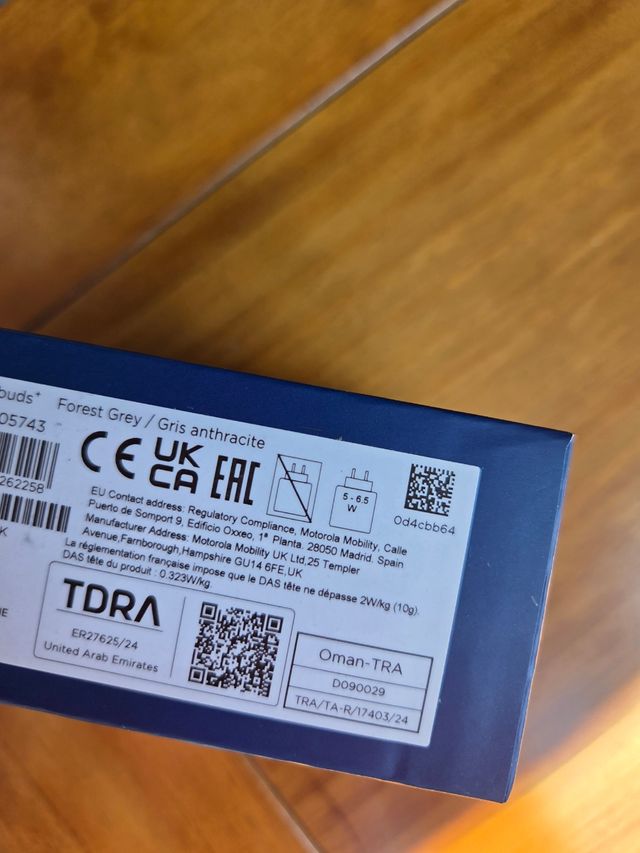 buds+ Forest Grey / Gris anthracite
05743
262258
K
CE UK CA EAC
5 - 6.5
W
0d4cbb64
EU Contact address: Regulatory Compliance, Motorola Mobility, Calle
Puerto de Somport 9, Edificio Oxxeo, 1ª Planta. 28050 Madrid. Spain
Manufacturer Address: Motorola Mobility UK Ltd,25 Templer
Avenue,Farnborough,Hampshire GU14 6FE,UK
La réglementation française impose que le DAS tête ne dépasse 2W/kg (10g).
DAS tête du produit : 0.323W/kg.
TDRA
ER27625/24
United Arab Emirates
Oman-TRA
D090029
TRA/TA-R/17403/24